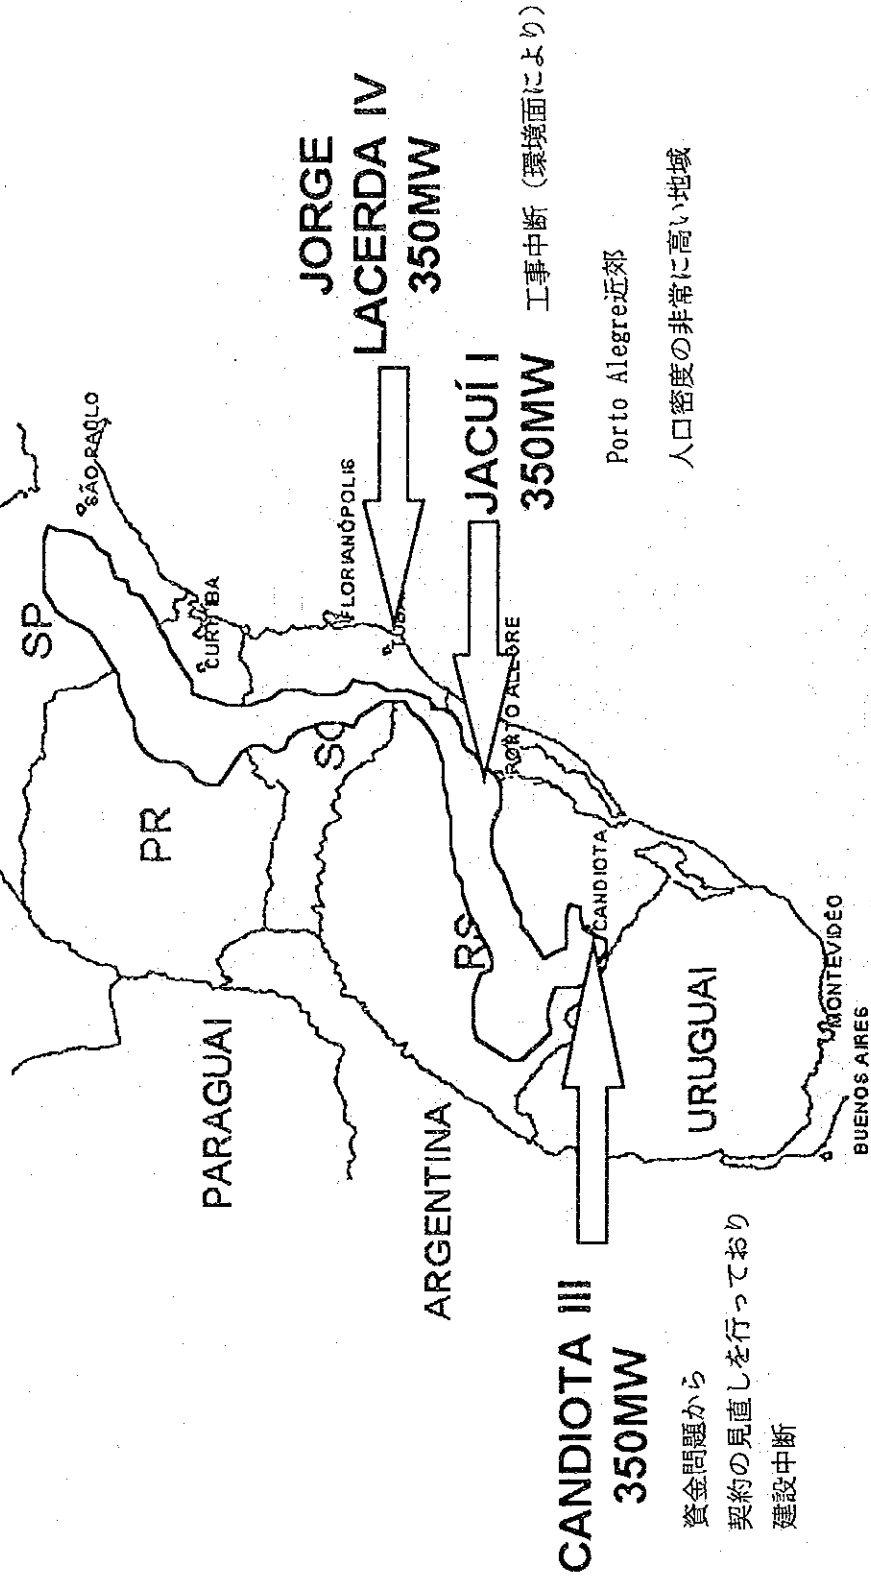 JORGE
LACERDA IV
350MW
工事中断（環境面により）
JACUÍ I
350MW
Porto Alegre近郊
人口密度の非常に高い地域
SÃO PAULO
SP
CURITIBA
FLORIANÓPOLIS
PR
SC
PORTO ALEGRE
RS
CANDIOTA
PARAGUAI
ARGENTINA
URUGUAI
MONTEVIDÉO
BUENOS AIRES
CANDIOTA III
350MW
資金問題から
契約の見直しを行っており
建設中断